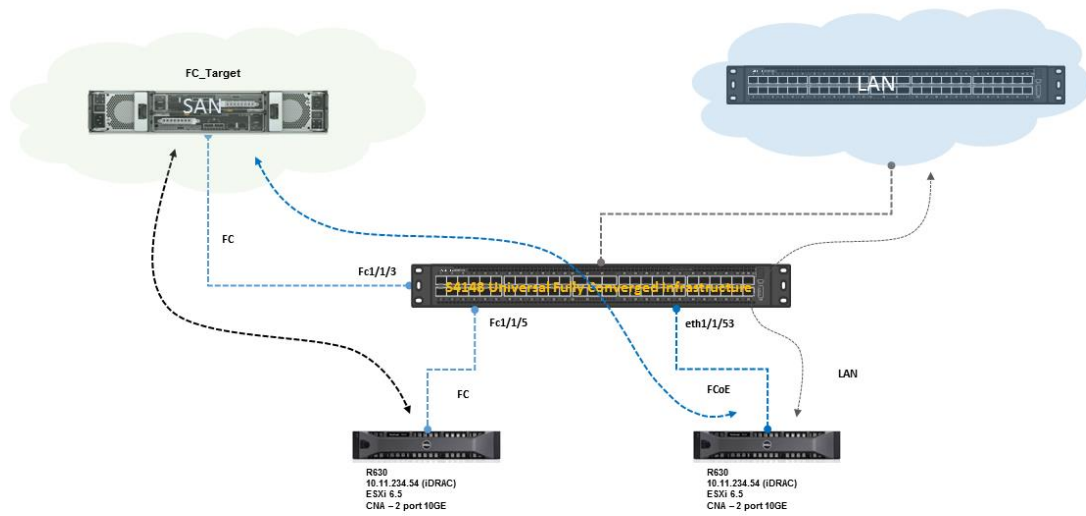 FC_Target
SAN
LAN
FC
Fc1/1/3
S4148 Universal Fully Converged Infrastructure
Fc1/1/5
eth1/1/53
LAN
FC
FCoE
R630
10.11.234.54 (iDRAC)
ESXi 6.5
CNA – 2 port 10GE
R630
10.11.234.54 (iDRAC)
ESXi 6.5
CNA – 2 port 10GE